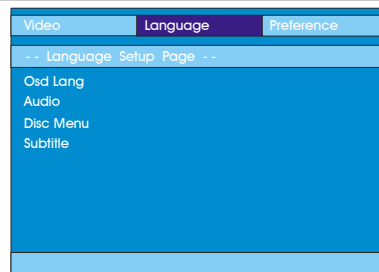 Video Language Preference
-- Language Setup Page --
Osd Lang
Audio
Disc Menu
Subtitle